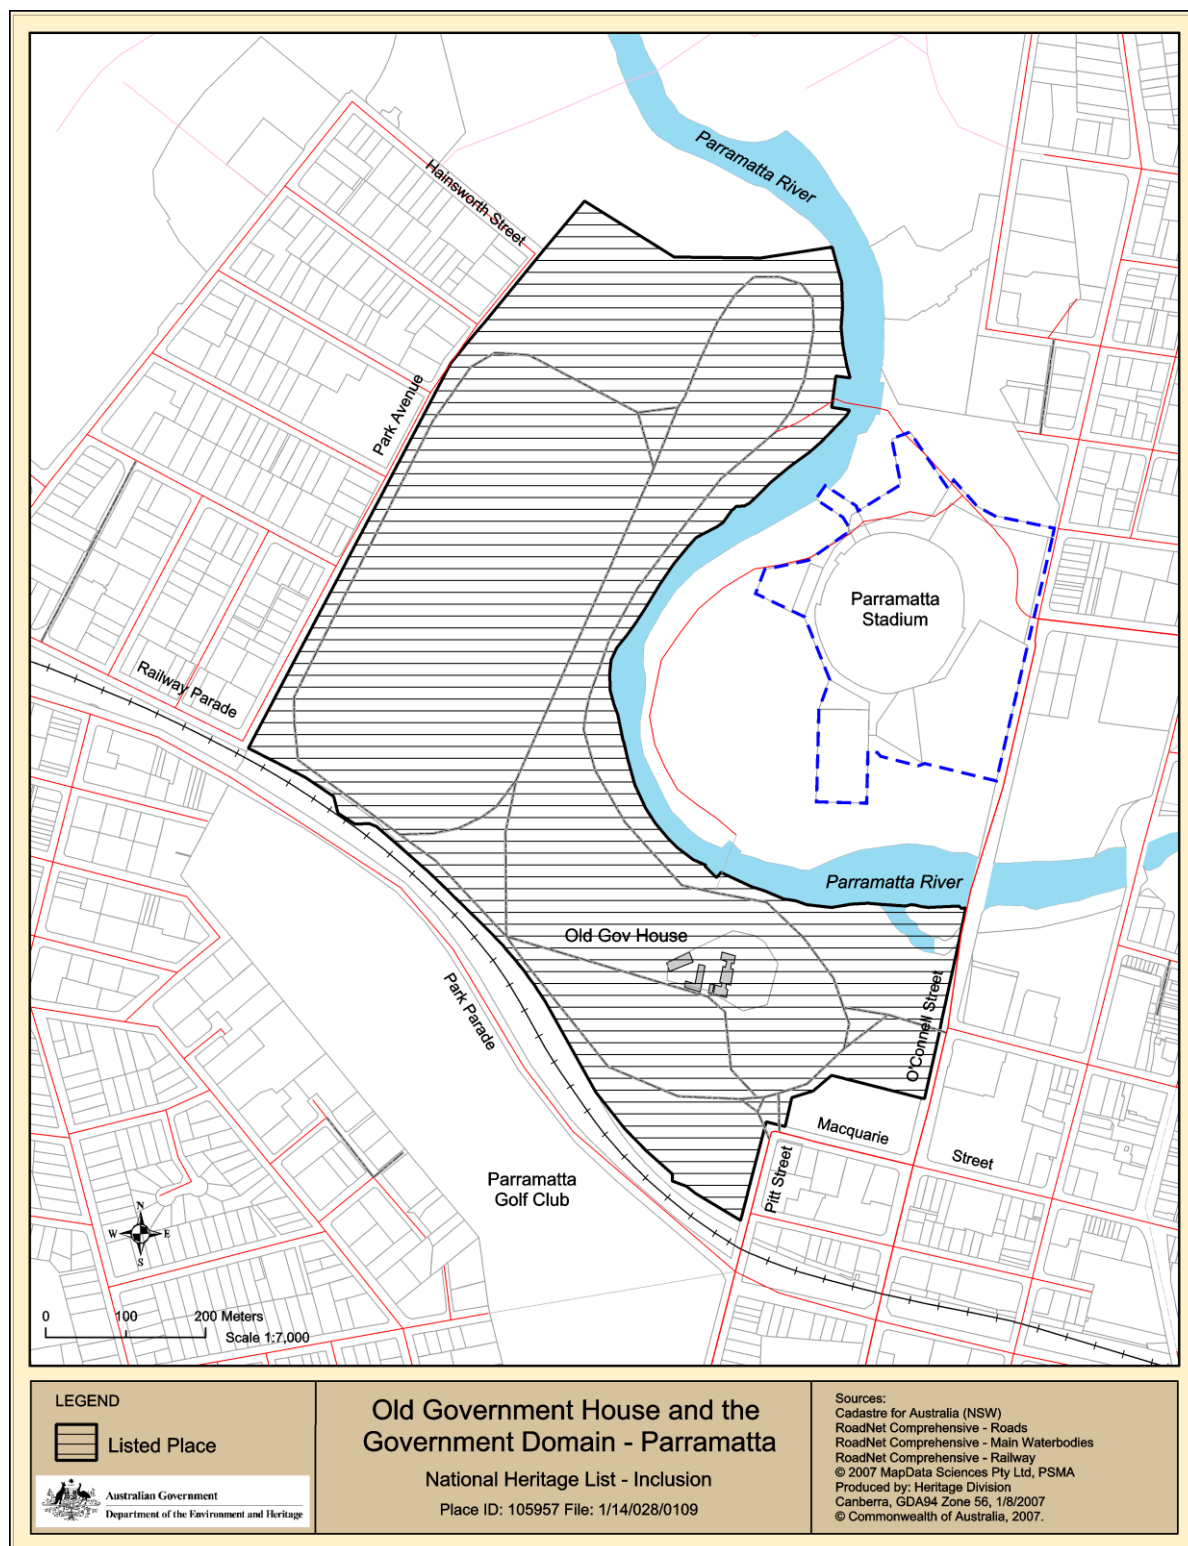 Parramatta River
Hainsworth Street
Park Avenue
Parramatta
Stadium
Railway Parade
Parramatta River
Old Gov House
O'Connell Street
Park Parade
Macquarie
Street
Pitt Street
Parramatta
Golf Club
N
W E
S
0 100 200 Meters
Scale 1:7,000
LEGEND
Listed Place
Australian Government
Department of the Environment and Heritage
Old Government House and the
Government Domain - Parramatta
National Heritage List - Inclusion
Place ID: 105957 File: 1/14/028/0109
Sources:
Cadastre for Australia (NSW)
RoadNet Comprehensive - Roads
RoadNet Comprehensive - Main Waterbodies
RoadNet Comprehensive - Railway
© 2007 MapData Sciences Pty Ltd, PSMA
Produced by: Heritage Division
Canberra, GDA94 Zone 56, 1/8/2007
© Commonwealth of Australia, 2007.